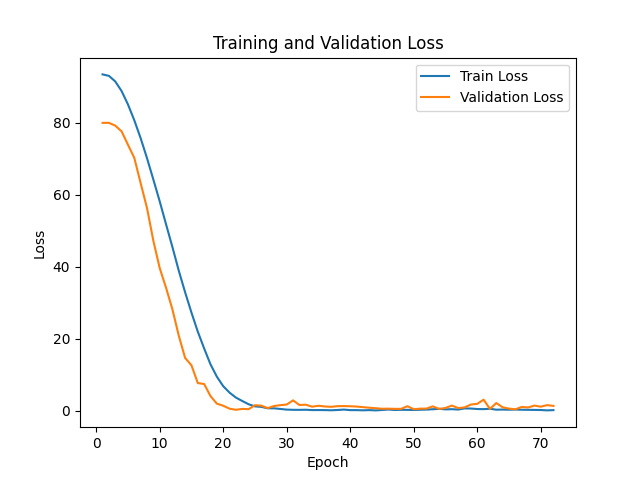 Training and Validation Loss
Train Loss
Validation Loss
80
60
40
20
0
Loss
0 10 20 30 40 50 60 70
Epoch